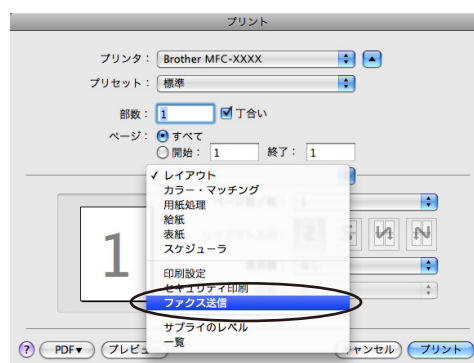 プリント
プリンタ： Brother MFC-XXXX
プリセット： 標準
部数： 1 丁合い
ページ： すべて
開始： 1 終了： 1
✓ レイアウト
カラー・マッチング
用紙処理
給紙
表紙
スケジューラ
印刷設定
セキュリティ印刷
ファクス送信
サプライのレベル
一覧
1
? PDF▼ プレビュ キャンセル プリント